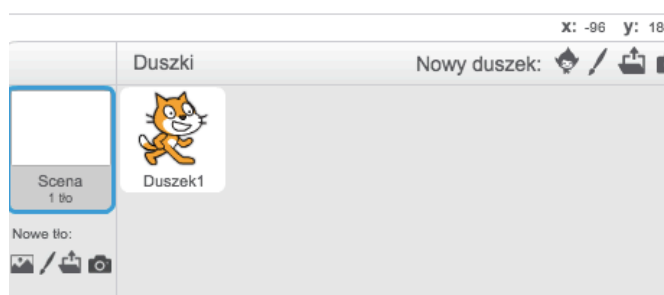 x: -96 y: 18
Duszki
Nowy duszek:
Scena
1 tło
Duszek1
Nowe tło: